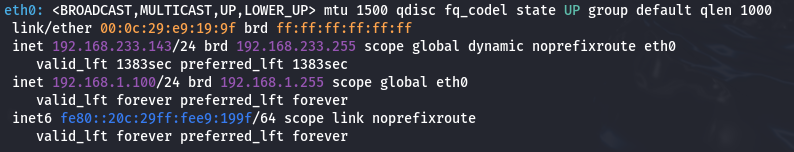 eth0: <BROADCAST,MULTICAST,UP,LOWER_UP> mtu 1500 qdisc fq_codel state UP group default qlen 1000
link/ether 00:0c:29:e9:19:9f brd ff:ff:ff:ff:ff:ff
inet 192.168.233.143/24 brd 192.168.233.255 scope global dynamic noprefixroute eth0
valid_lft 1383sec preferred_lft 1383sec
inet 192.168.1.100/24 brd 192.168.1.255 scope global eth0
valid_lft forever preferred_lft forever
inet6 fe80::20c:29ff:fee9:199f/64 scope link noprefixroute
valid_lft forever preferred_lft forever